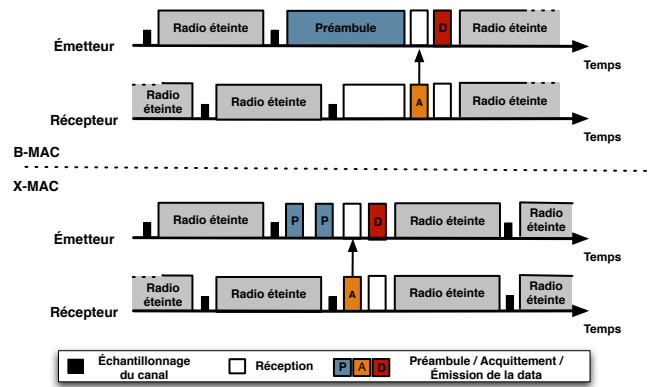 Radio éteinte
Préambule
D
Radio éteinte
Émetteur
Temps
Radio
éteinte
Radio éteinte
A
Radio éteinte
Récepteur
Temps
B-MAC
X-MAC
Radio éteinte
P
P
D
Radio éteinte
Radio
éteinte
Émetteur
Temps
Radio
éteinte
Radio éteinte
A
Radio éteinte
Radio
éteinte
Récepteur
Temps
Échantillonnage
du canal
Réception
P A D
Préambule / Acquittement /
Émission de la data